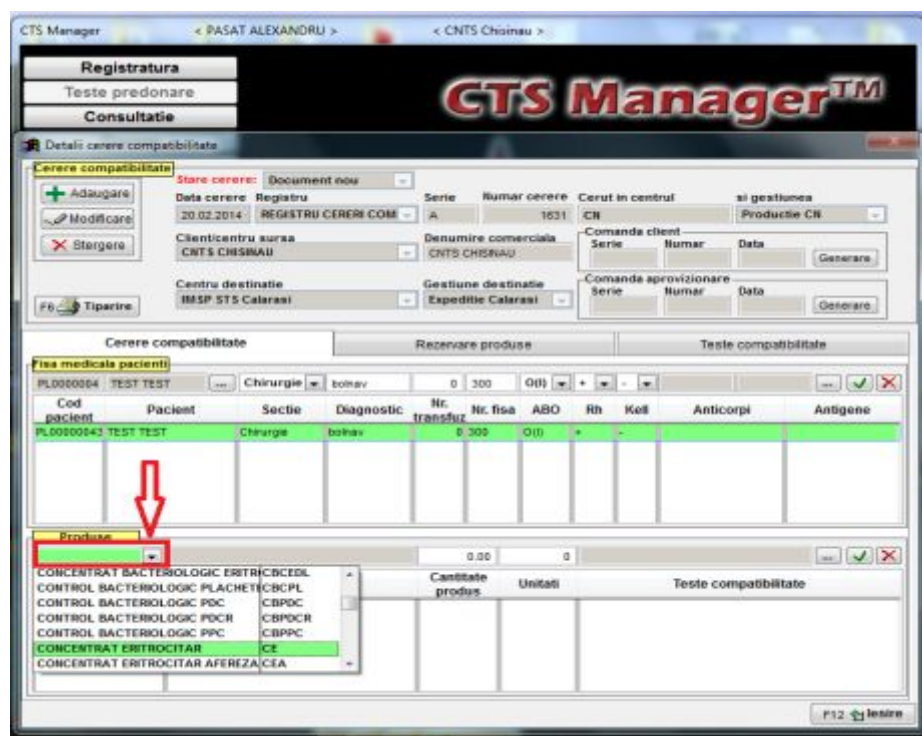 CTS Manager < PASAT ALEXANDRU > < CNTS Chisinau >
Registratura
Teste predonare
Consultatie
CTS Manager™
Detalii cerere compatibilitate
Cerere compatibilitate
Adaugare
Modificare
Stergere
F6 Tiparire
Stare cerere: Document nou
Data cerere Registru Serie Numar cerere Cerut in centrul si gestiunea
20.02.2014 REGISTRU CERERI COM A 1631 CN Productie CN
Client/centru sursa Denumire comerciala Comanda client
Serie Numar Data
CNTS CHISINAU CNTS CHISINAU Generare
Centru destinatie Gestiune destinatie Comanda aprovizionare
Serie Numar Data
IMSP STS Calarasi Expeditie Calarasi Generare
Cerere compatibilitate Rezervare produse Teste compatibilitate
Fisa medicala pacienti
PL0000004 TEST TEST ... Chirurgie bolnav 0 300 O(I) + - ...
Cod pacient Pacient Sectie Diagnostic Nr. transfuz Nr. fisa ABO Rh Kell Anticorpi Antigene
PL00000043 TEST TEST Chirurgie bolnav 0 300 O(I) + -
Produse
0.00 0 ...
Cantitate produs Unitati Teste compatibilitate
CONCENTRAT BACTERIOLOGIC ERITR CBCEDL
CONTROL BACTERIOLOGIC PLACHET CBCPL
CONTROL BACTERIOLOGIC PDC CBPDC
CONTROL BACTERIOLOGIC PDCR CBPDCR
CONTROL BACTERIOLOGIC PPC CBPPC
CONCENTRAT ERITROCITAR CE
CONCENTRAT ERITROCITAR AFEREZA CEA
F12 Iesire